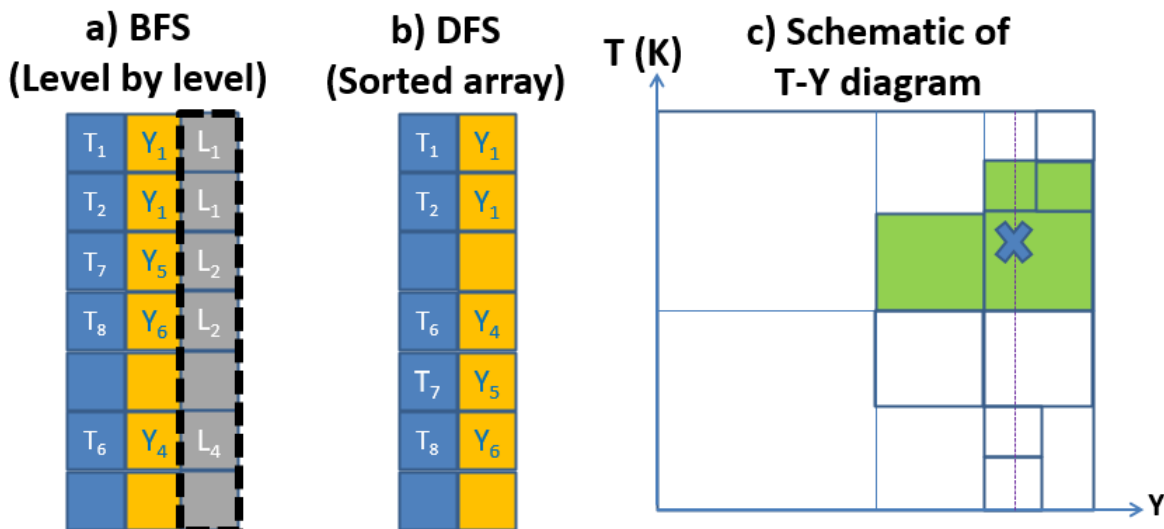 a) BFS
(Level by level)
T₁ Y₁ L₁
T₂ Y₁ L₁
T₇ Y₅ L₂
T₈ Y₆ L₂
T₆ Y₄ L₄
b) DFS
(Sorted array)
T₁ Y₁
T₂ Y₁
T₆ Y₄
T₇ Y₅
T₈ Y₆
c) Schematic of
T-Y diagram
T (K)
Y